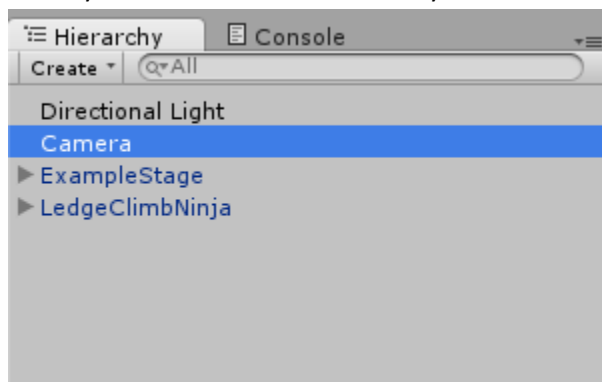 Hierarchy Console
Create All
Directional Light
Camera
ExampleStage
LedgeClimbNinja